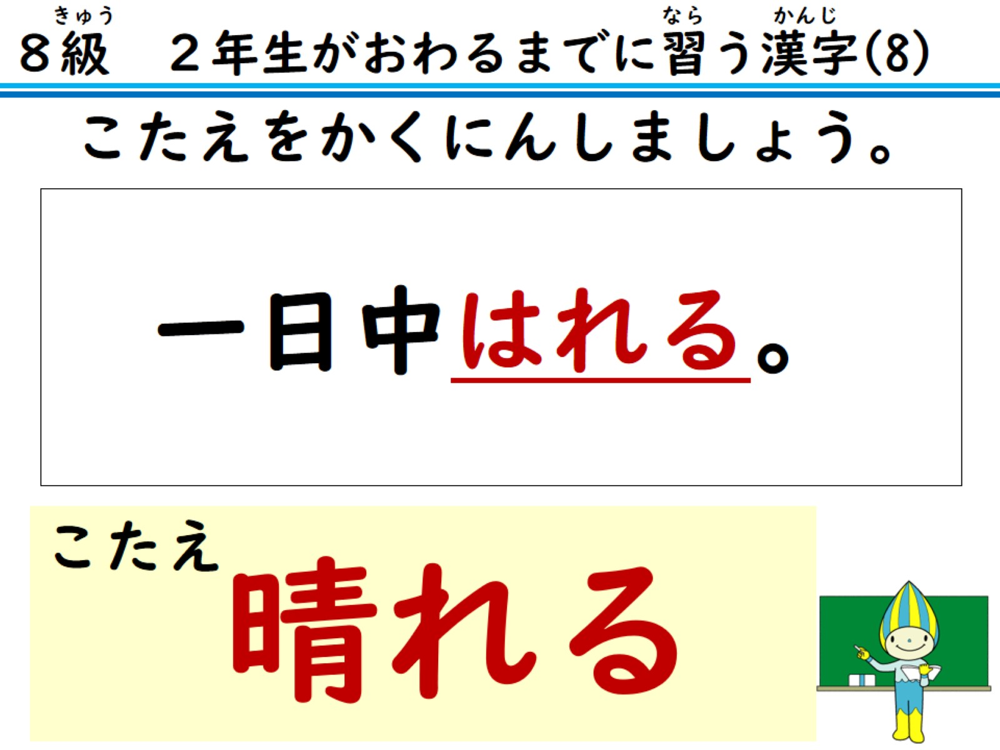 きゅう なら かんじ
８級　２年生がおわるまでに習う漢字(8)
こたえをかくにんしましょう。
一日中はれる。
こたえ
晴れる